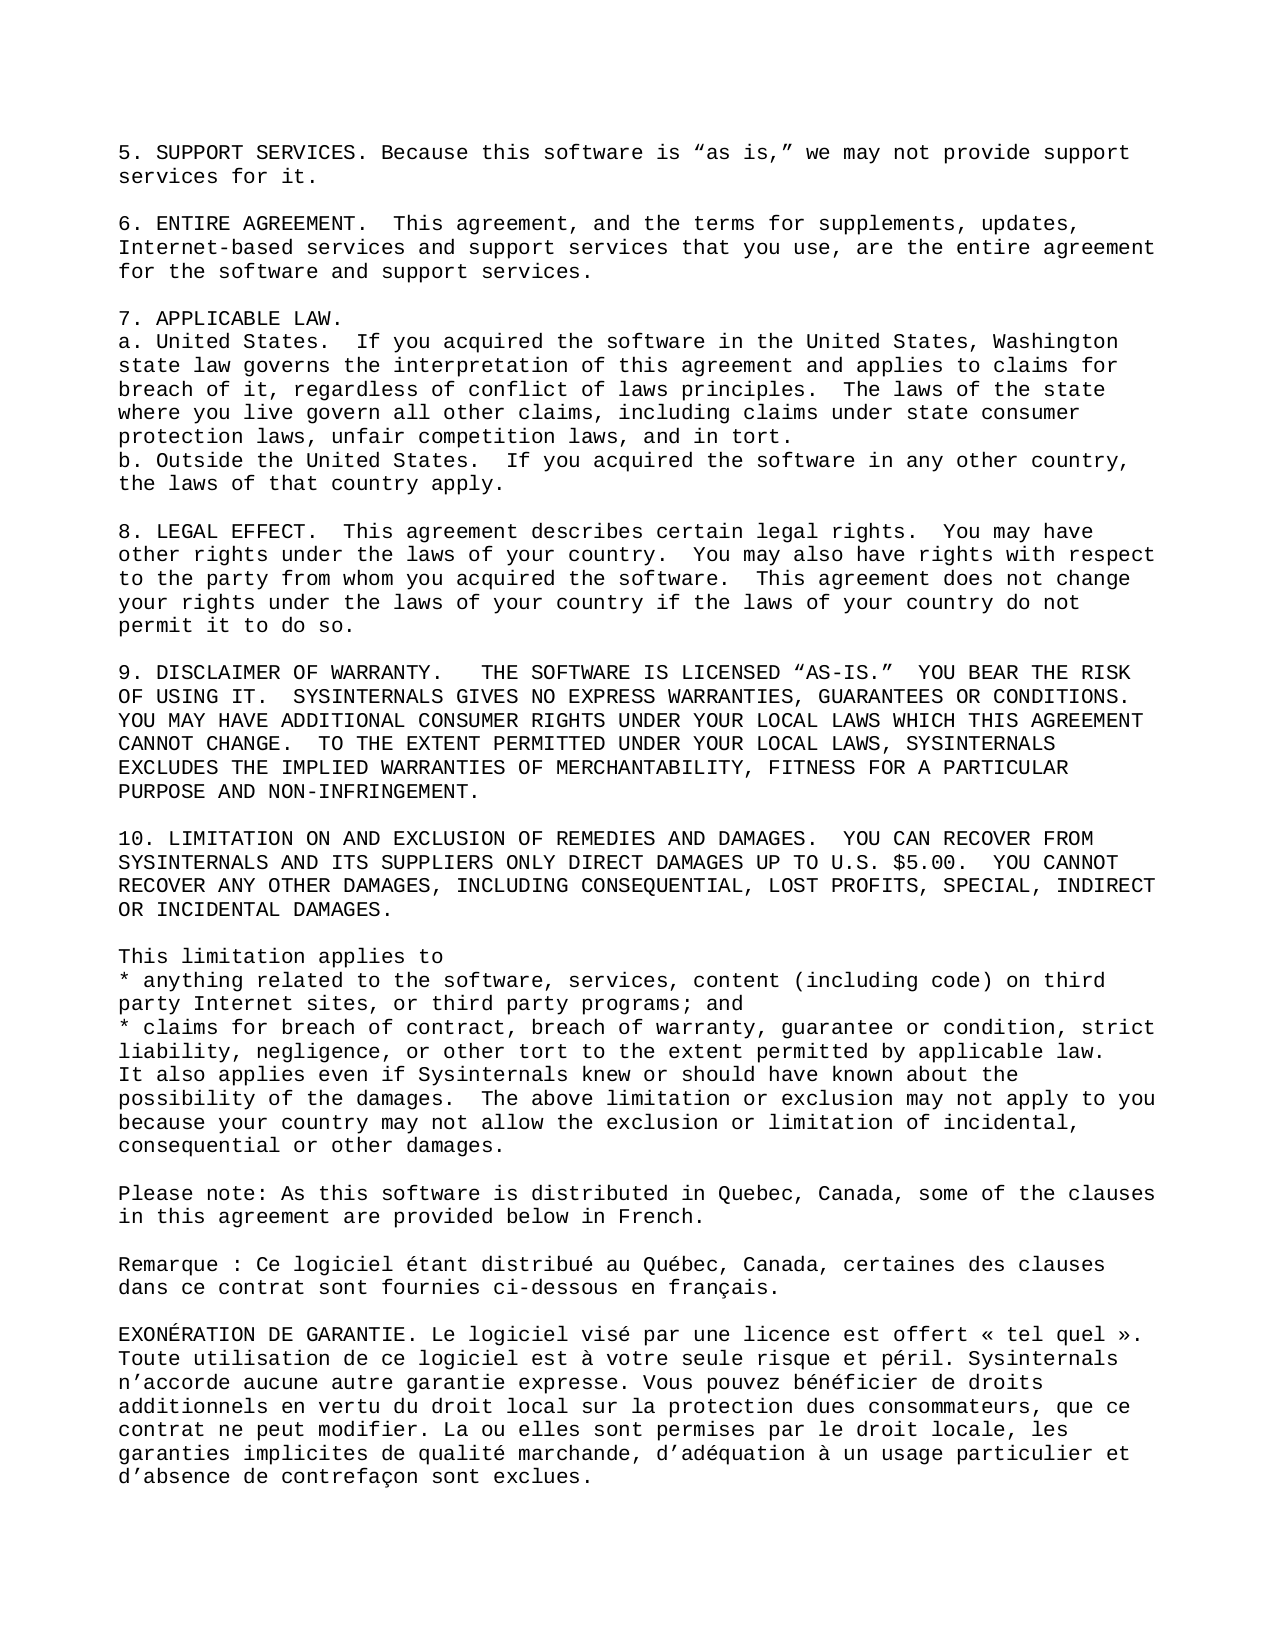 5. SUPPORT SERVICES. Because this software is “as is,” we may not provide support
services for it.
6. ENTIRE AGREEMENT.  This agreement, and the terms for supplements, updates,
Internet-based services and support services that you use, are the entire agreement
for the software and support services.
7. APPLICABLE LAW.
a. United States.  If you acquired the software in the United States, Washington
state law governs the interpretation of this agreement and applies to claims for
breach of it, regardless of conflict of laws principles.  The laws of the state
where you live govern all other claims, including claims under state consumer
protection laws, unfair competition laws, and in tort.
b. Outside the United States.  If you acquired the software in any other country,
the laws of that country apply.
8. LEGAL EFFECT.  This agreement describes certain legal rights.  You may have
other rights under the laws of your country.  You may also have rights with respect
to the party from whom you acquired the software.  This agreement does not change
your rights under the laws of your country if the laws of your country do not
permit it to do so.
9. DISCLAIMER OF WARRANTY.   THE SOFTWARE IS LICENSED “AS-IS.”  YOU BEAR THE RISK
OF USING IT.  SYSINTERNALS GIVES NO EXPRESS WARRANTIES, GUARANTEES OR CONDITIONS.
YOU MAY HAVE ADDITIONAL CONSUMER RIGHTS UNDER YOUR LOCAL LAWS WHICH THIS AGREEMENT
CANNOT CHANGE.  TO THE EXTENT PERMITTED UNDER YOUR LOCAL LAWS, SYSINTERNALS
EXCLUDES THE IMPLIED WARRANTIES OF MERCHANTABILITY, FITNESS FOR A PARTICULAR
PURPOSE AND NON-INFRINGEMENT.
10. LIMITATION ON AND EXCLUSION OF REMEDIES AND DAMAGES.  YOU CAN RECOVER FROM
SYSINTERNALS AND ITS SUPPLIERS ONLY DIRECT DAMAGES UP TO U.S. $5.00.  YOU CANNOT
RECOVER ANY OTHER DAMAGES, INCLUDING CONSEQUENTIAL, LOST PROFITS, SPECIAL, INDIRECT
OR INCIDENTAL DAMAGES.
This limitation applies to
* anything related to the software, services, content (including code) on third
party Internet sites, or third party programs; and
* claims for breach of contract, breach of warranty, guarantee or condition, strict
liability, negligence, or other tort to the extent permitted by applicable law.
It also applies even if Sysinternals knew or should have known about the
possibility of the damages.  The above limitation or exclusion may not apply to you
because your country may not allow the exclusion or limitation of incidental,
consequential or other damages.
Please note: As this software is distributed in Quebec, Canada, some of the clauses
in this agreement are provided below in French.
Remarque : Ce logiciel étant distribué au Québec, Canada, certaines des clauses
dans ce contrat sont fournies ci-dessous en français.
EXONÉRATION DE GARANTIE. Le logiciel visé par une licence est offert « tel quel ».
Toute utilisation de ce logiciel est à votre seule risque et péril. Sysinternals
n’accorde aucune autre garantie expresse. Vous pouvez bénéficier de droits
additionnels en vertu du droit local sur la protection dues consommateurs, que ce
contrat ne peut modifier. La ou elles sont permises par le droit locale, les
garanties implicites de qualité marchande, d’adéquation à un usage particulier et
d’absence de contrefaçon sont exclues.